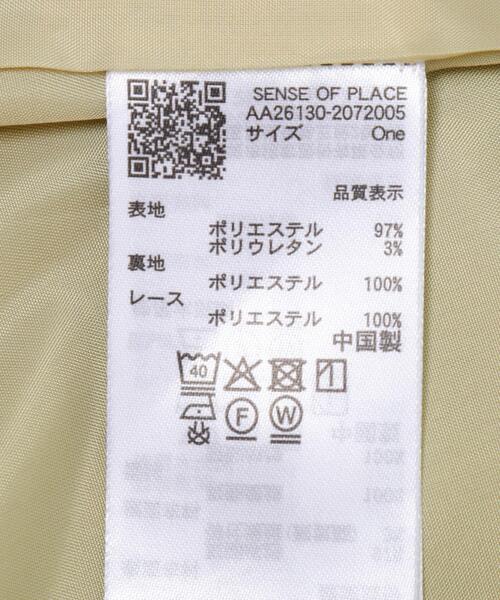 SENSE OF PLACE
AA26130-2072005
サイズ One
品質表示
表地
ポリエステル 97%
ポリウレタン 3%
裏地
ポリエステル 100%
レース
ポリエステル 100%
中国製
40
F W